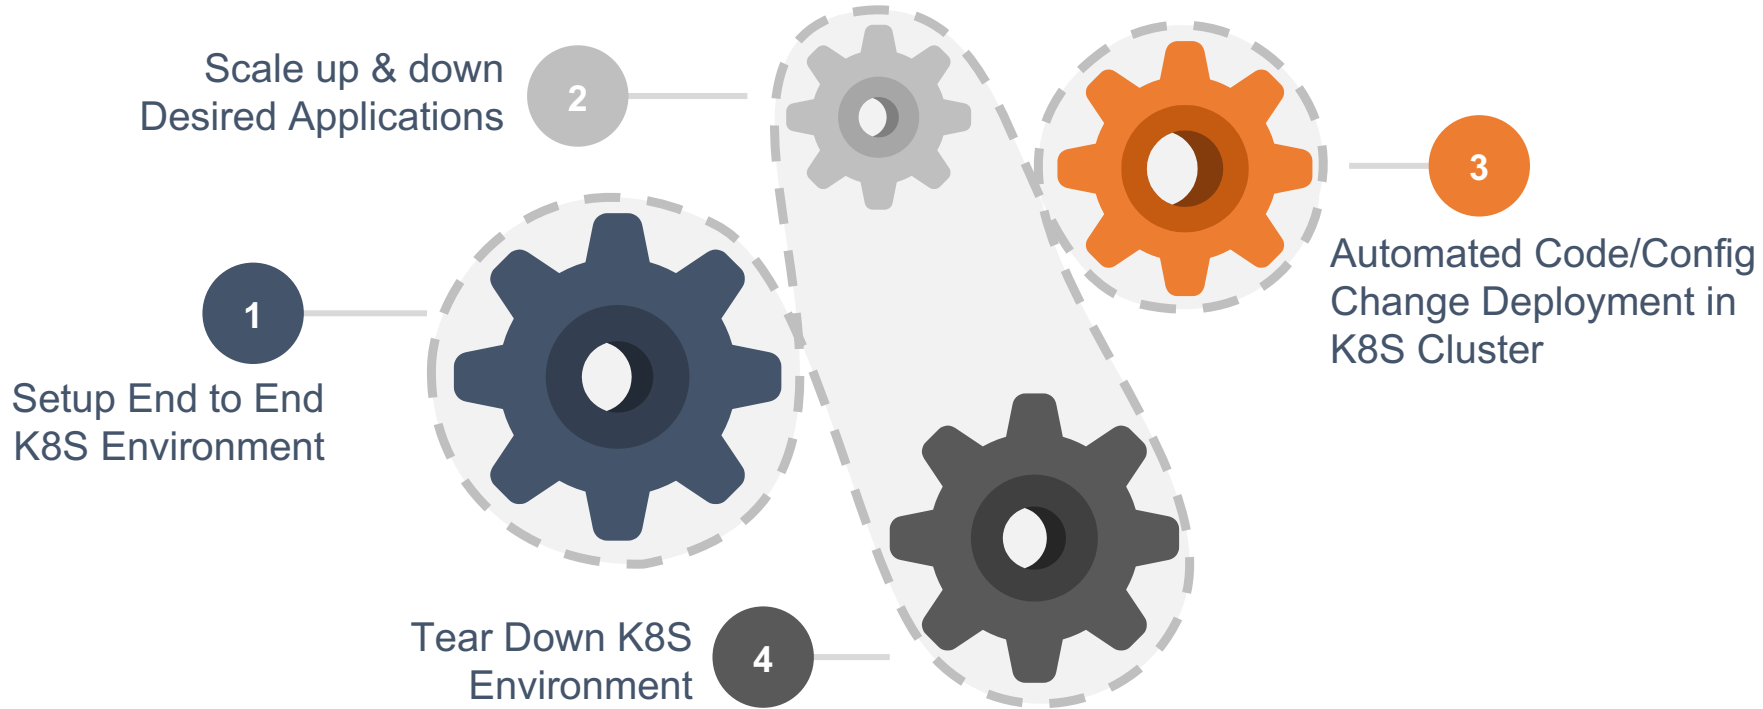 Scale up & down
Desired Applications
2
3
Automated Code/Config
Change Deployment in
K8S Cluster
1
Setup End to End
K8S Environment
Tear Down K8S
Environment
4